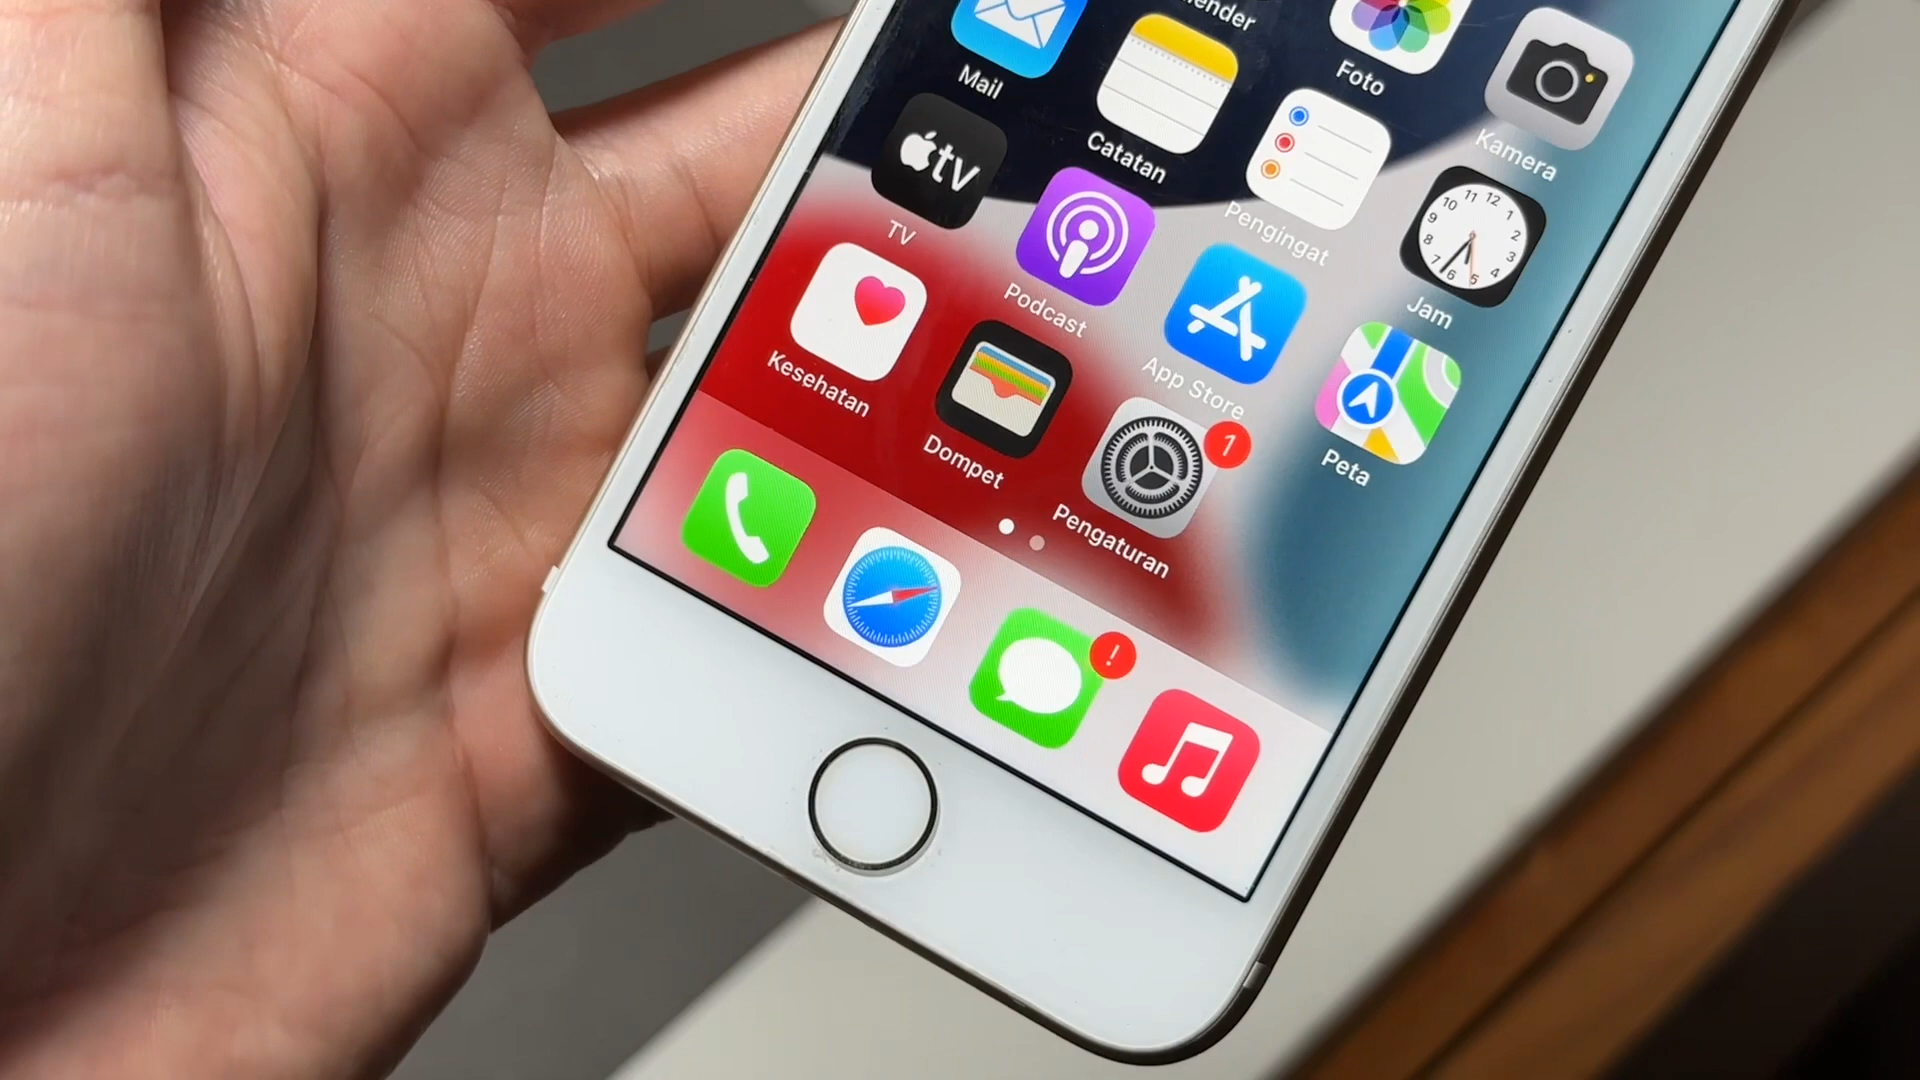 Mail
Catatan
Foto
Kamera
tv
TV
Podcast
Pengingat
11 12 1
10 2
9 3
8 4
7 6 5
Jam
Kesehatan
Dompet
App Store
Peta
1
Pengaturan
!